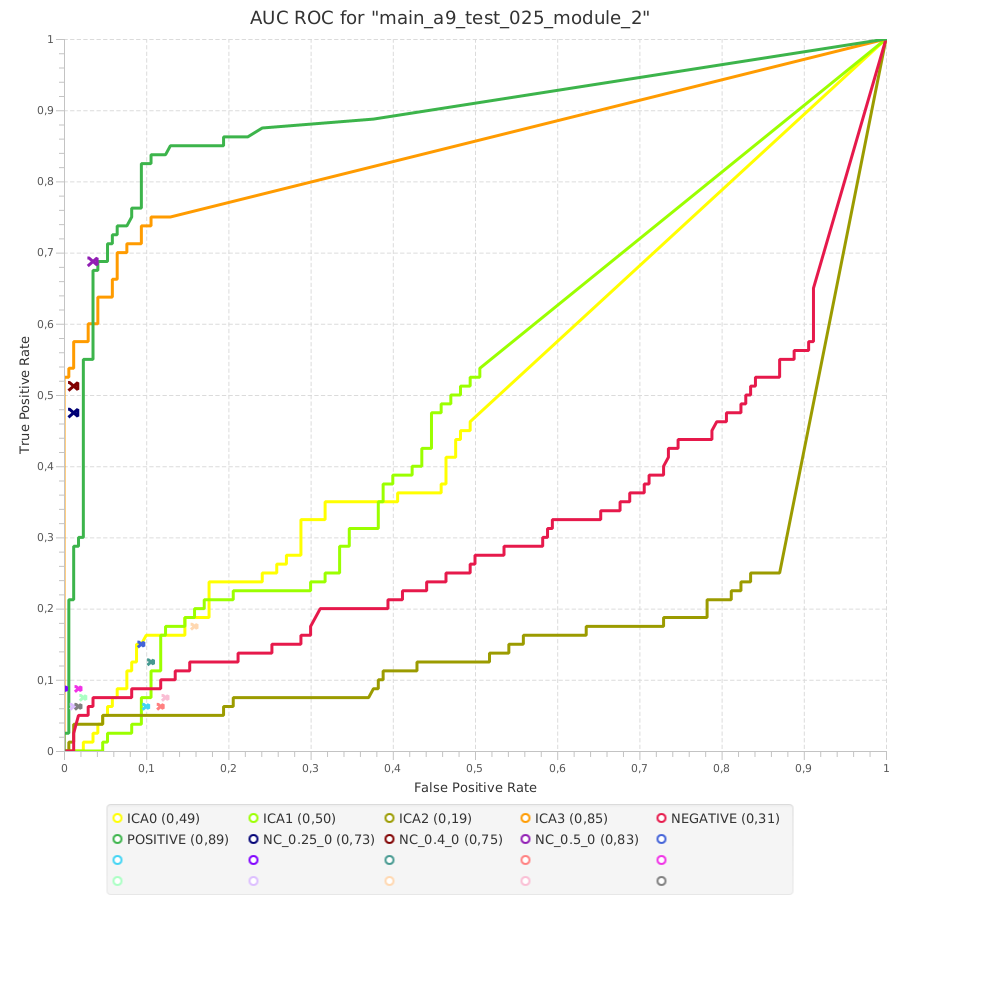 AUC ROC for "main_a9_test_025_module_2"
1
0,9
0,8
0,7
0,6
0,5
0,4
0,3
0,2
0,1
0
True Positive Rate
0 0,1 0,2 0,3 0,4 0,5 0,6 0,7 0,8 0,9 1
False Positive Rate
ICA0 (0,49) ICA1 (0,50) ICA2 (0,19) ICA3 (0,85) NEGATIVE (0,31)
POSITIVE (0,89) NC_0.25_0 (0,73) NC_0.4_0 (0,75) NC_0.5_0 (0,83)